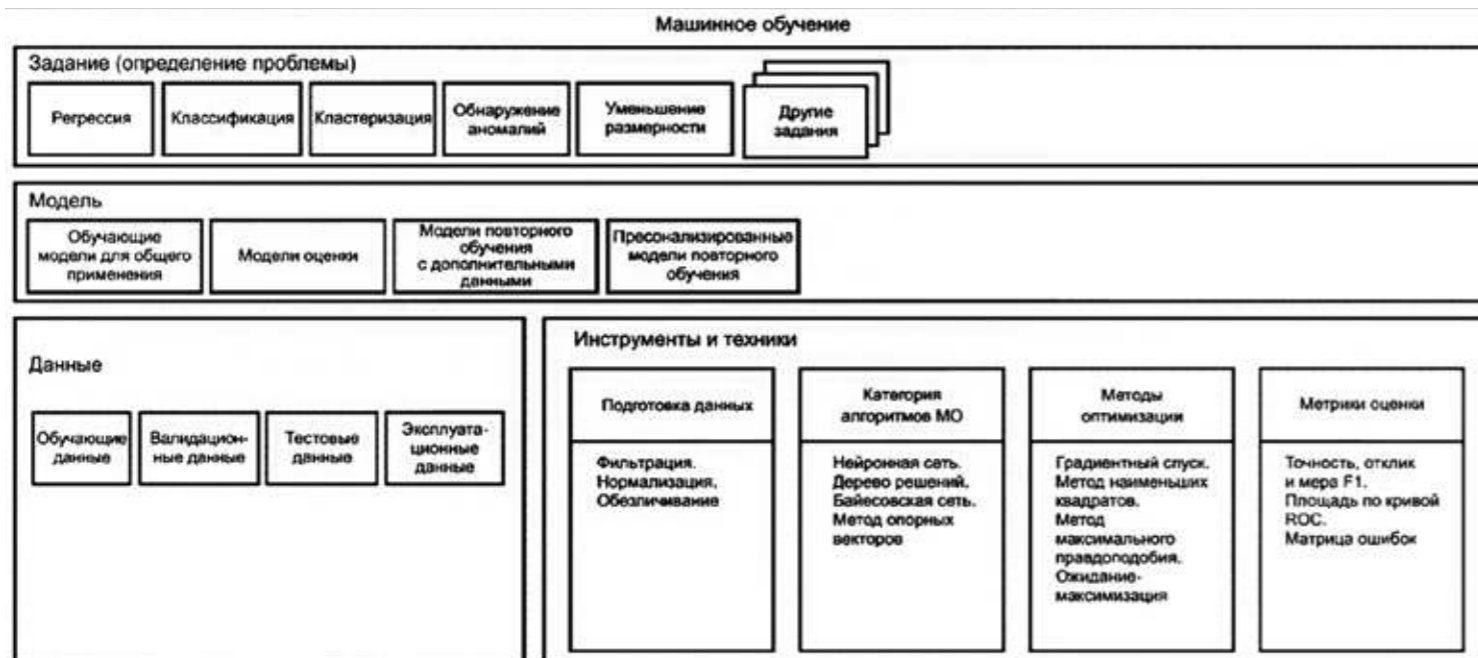 Машинное обучение
Задание (определение проблемы)
Регрессия
Классификация
Кластеризация
Обнаружение
аномалий
Уменьшение
размерности
Другие
задания
Модель
Обучающие
модели для общего
применения
Модели оценки
Модели повторного
обучения
с дополнительными
данными
Пресонализированные
модели повторного
обучения
Данные
Обучающие
данные
Валидацион-
ные данные
Тестовые
данные
Эксплуата-
ционные
данные
Инструменты и техники
Подготовка данных
Фильтрация.
Нормализация.
Обезличивание
Категория
алгоритмов МО
Нейронная сеть.
Дерево решений.
Байесовская сеть.
Метод опорных
векторов
Методы
оптимизации
Градиентный спуск.
Метод наименьших
квадратов.
Метод
максимального
правдоподобия.
Ожидание-
максимизация
Метрики оценки
Точность, отклик
и мера F1.
Площадь по кривой
ROC.
Матрица ошибок